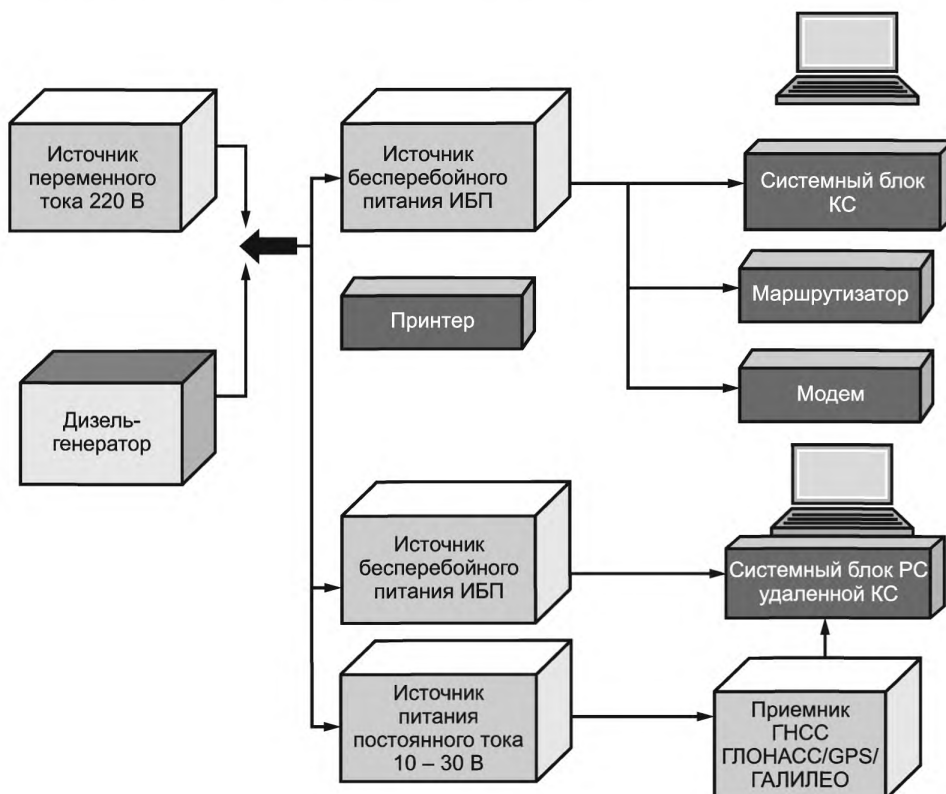 Источник
переменного
тока 220 В
Источник
бесперебойного
питания ИБП
Системный блок
КС
Маршрутизатор
Принтер
Модем
Дизель-
генератор
Источник
бесперебойного
питания ИБП
Системный блок РС
удаленной КС
Источник
питания
постоянного тока
10 – 30 В
Приемник
ГНСС
ГЛОНАСС/GPS/
ГАЛИЛЕО